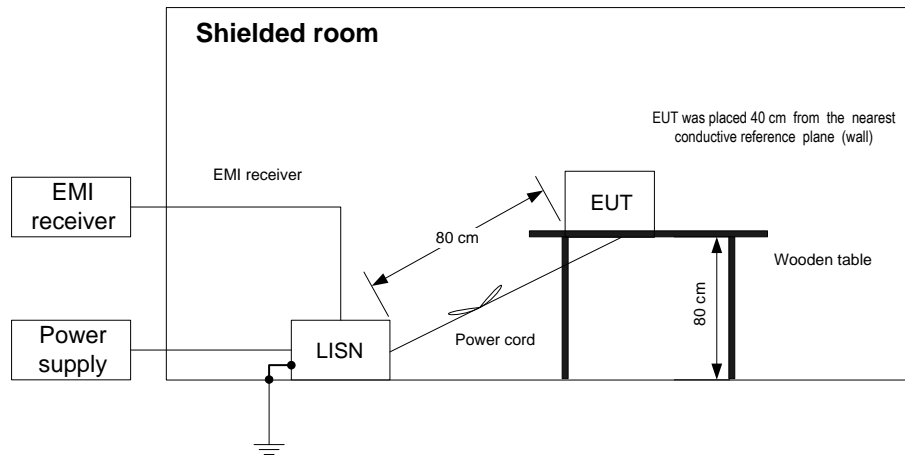 Shielded room
EUT was placed 40 cm from the nearest
conductive reference plane (wall)
EMI receiver
EMI
receiver
EUT
80 cm
Wooden table
80 cm
Power
supply
LISN
Power cord